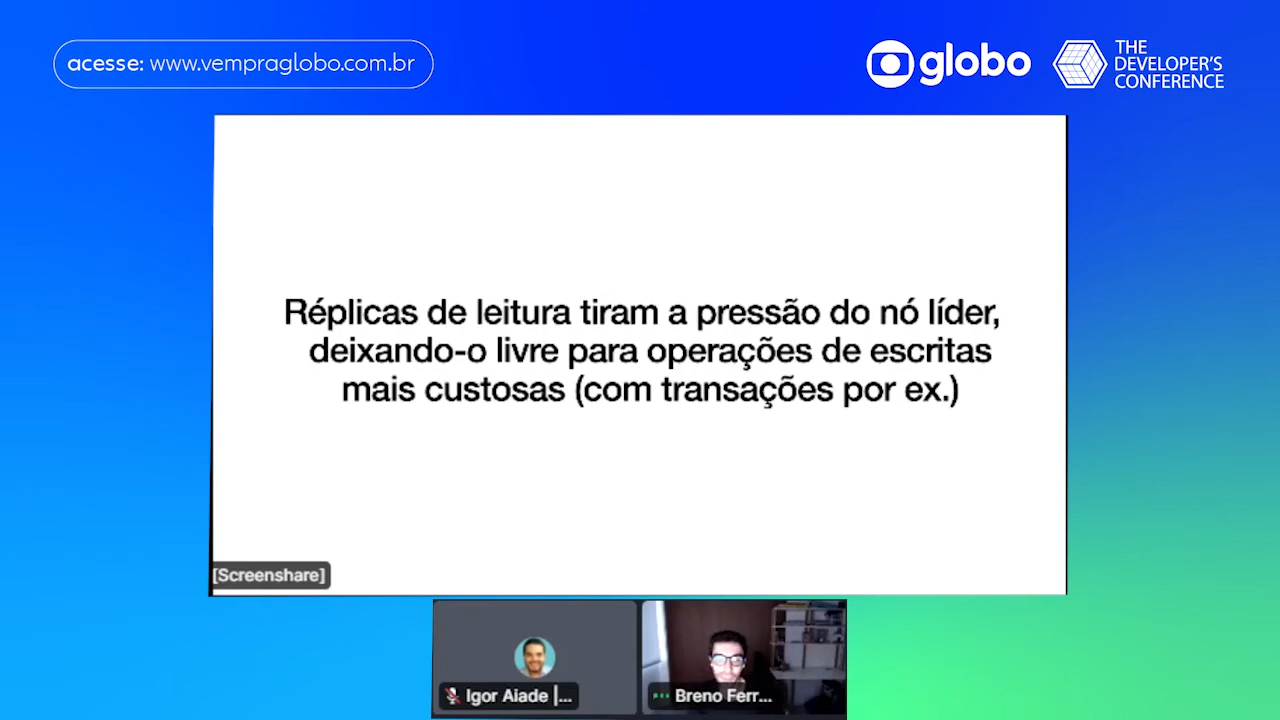 acesse: www.vempraglobo.com.br
globo
THE
DEVELOPER'S
CONFERENCE
Réplicas de leitura tiram a pressão do nó líder,
deixando-o livre para operações de escritas
mais custosas (com transações por ex.)
[Screenshare]
Igor Aiade |...
Breno Ferr...